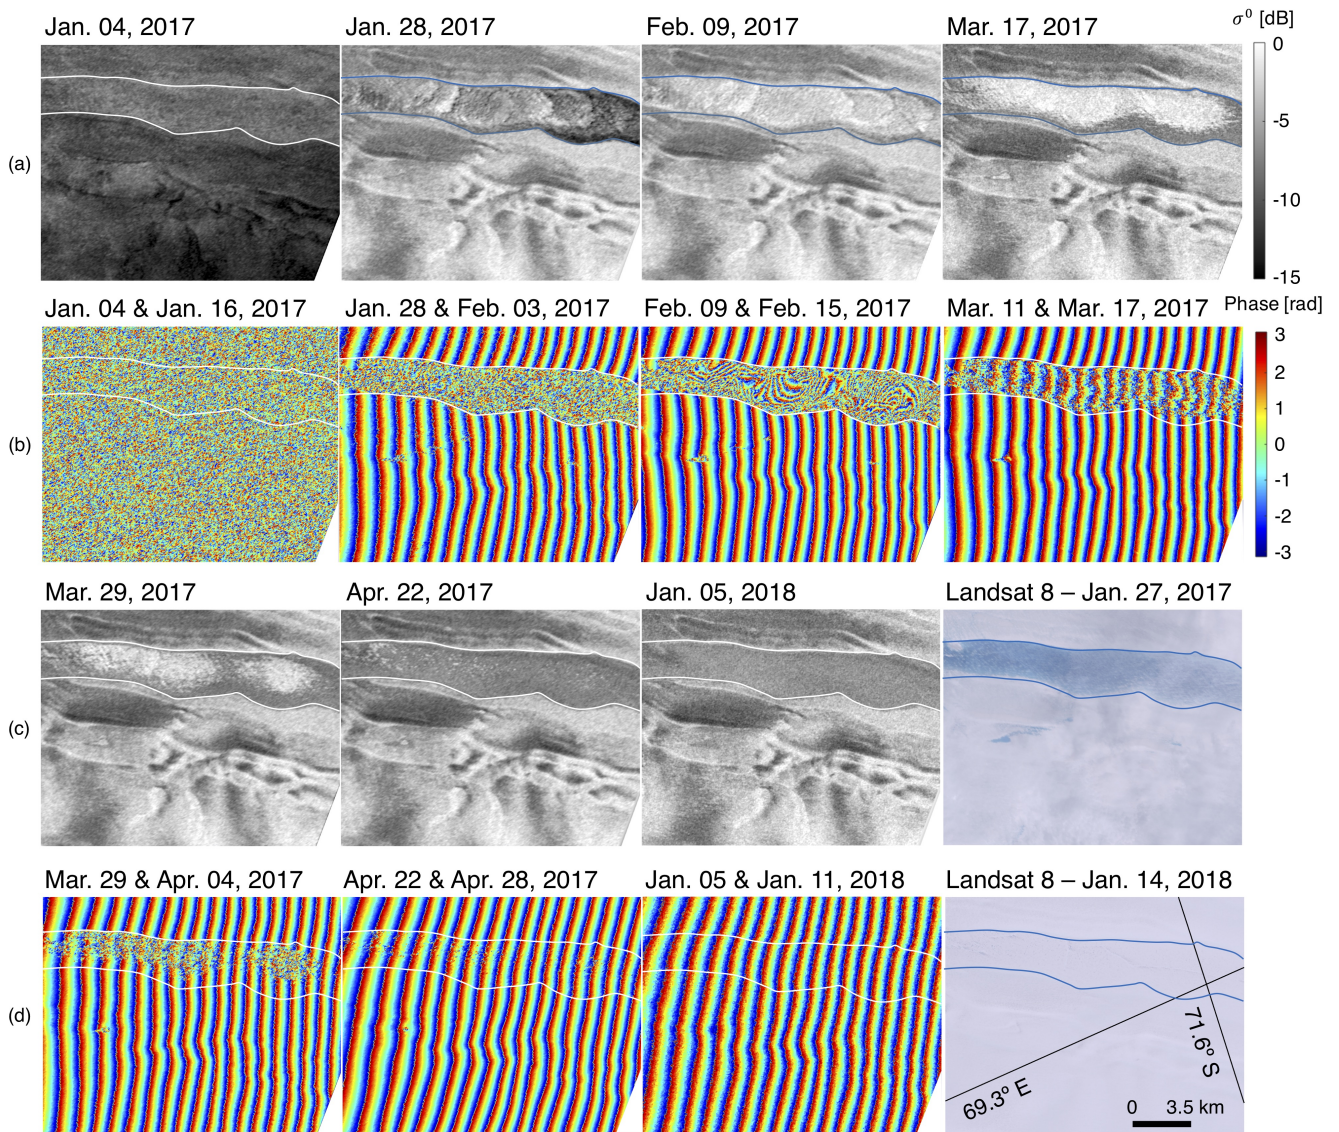 Jan. 04, 2017
Jan. 28, 2017
Feb. 09, 2017
Mar. 17, 2017
σ⁰ [dB]
0
-5
-10
-15
(a)
Jan. 04 & Jan. 16, 2017
Jan. 28 & Feb. 03, 2017
Feb. 09 & Feb. 15, 2017
Mar. 11 & Mar. 17, 2017
Phase [rad]
3
2
1
0
-1
-2
-3
(b)
Mar. 29, 2017
Apr. 22, 2017
Jan. 05, 2018
Landsat 8 – Jan. 27, 2017
(c)
Mar. 29 & Apr. 04, 2017
Apr. 22 & Apr. 28, 2017
Jan. 05 & Jan. 11, 2018
Landsat 8 – Jan. 14, 2018
(d)
71.6º S
69.3º E
0 3.5 km